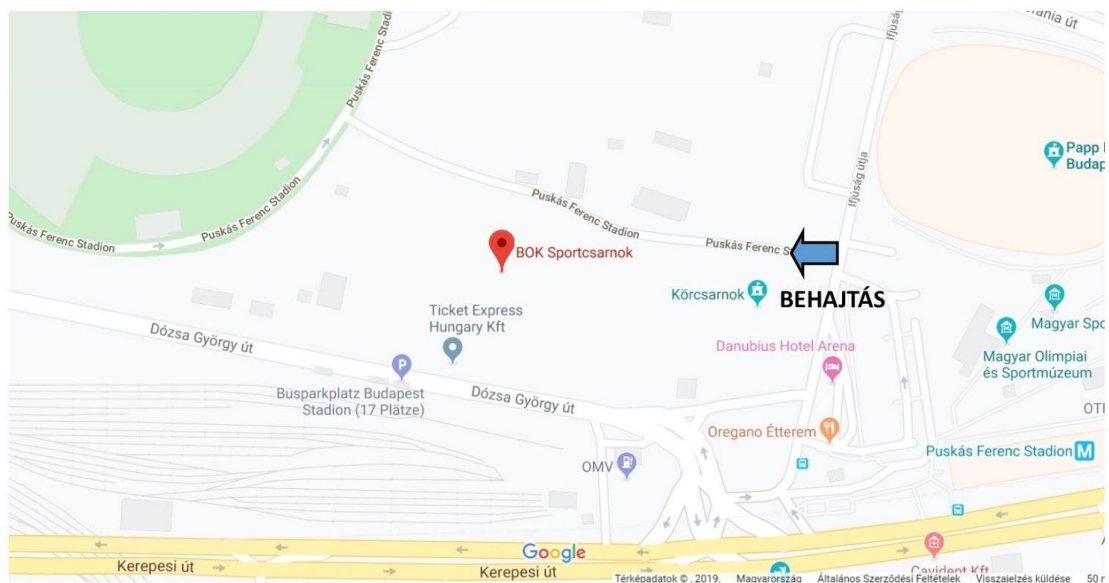 Ifjúság
ránia út
Puskás Ferenc Stadion
Papp
Budap
Ifjúság útja
Puskás Ferenc Stadion
Puskás Ferenc Stadion
Puskás Ferenc Stadion
Puskás Ferenc S
BOK Sportcsarnok
Körcsarnok
BEHAJTÁS
Ticket Express
Hungary Kft
Magyar Spo
Dózsa György út
Danubius Hotel Arena
Magyar Olimpiai
és Sportmúzeum
P
Busparkplatz Budapest
Stadion (17 Plätze)
Dózsa György út
OTI
Oregano Étterem
Puskás Ferenc Stadion M
OMV
Google
Kerepesi út
Kerepesi út
Cavident Kft
Térképadatok ©, 2019. Magyarország Általános Szerződési Feltételek Visszajelzés küldése 50